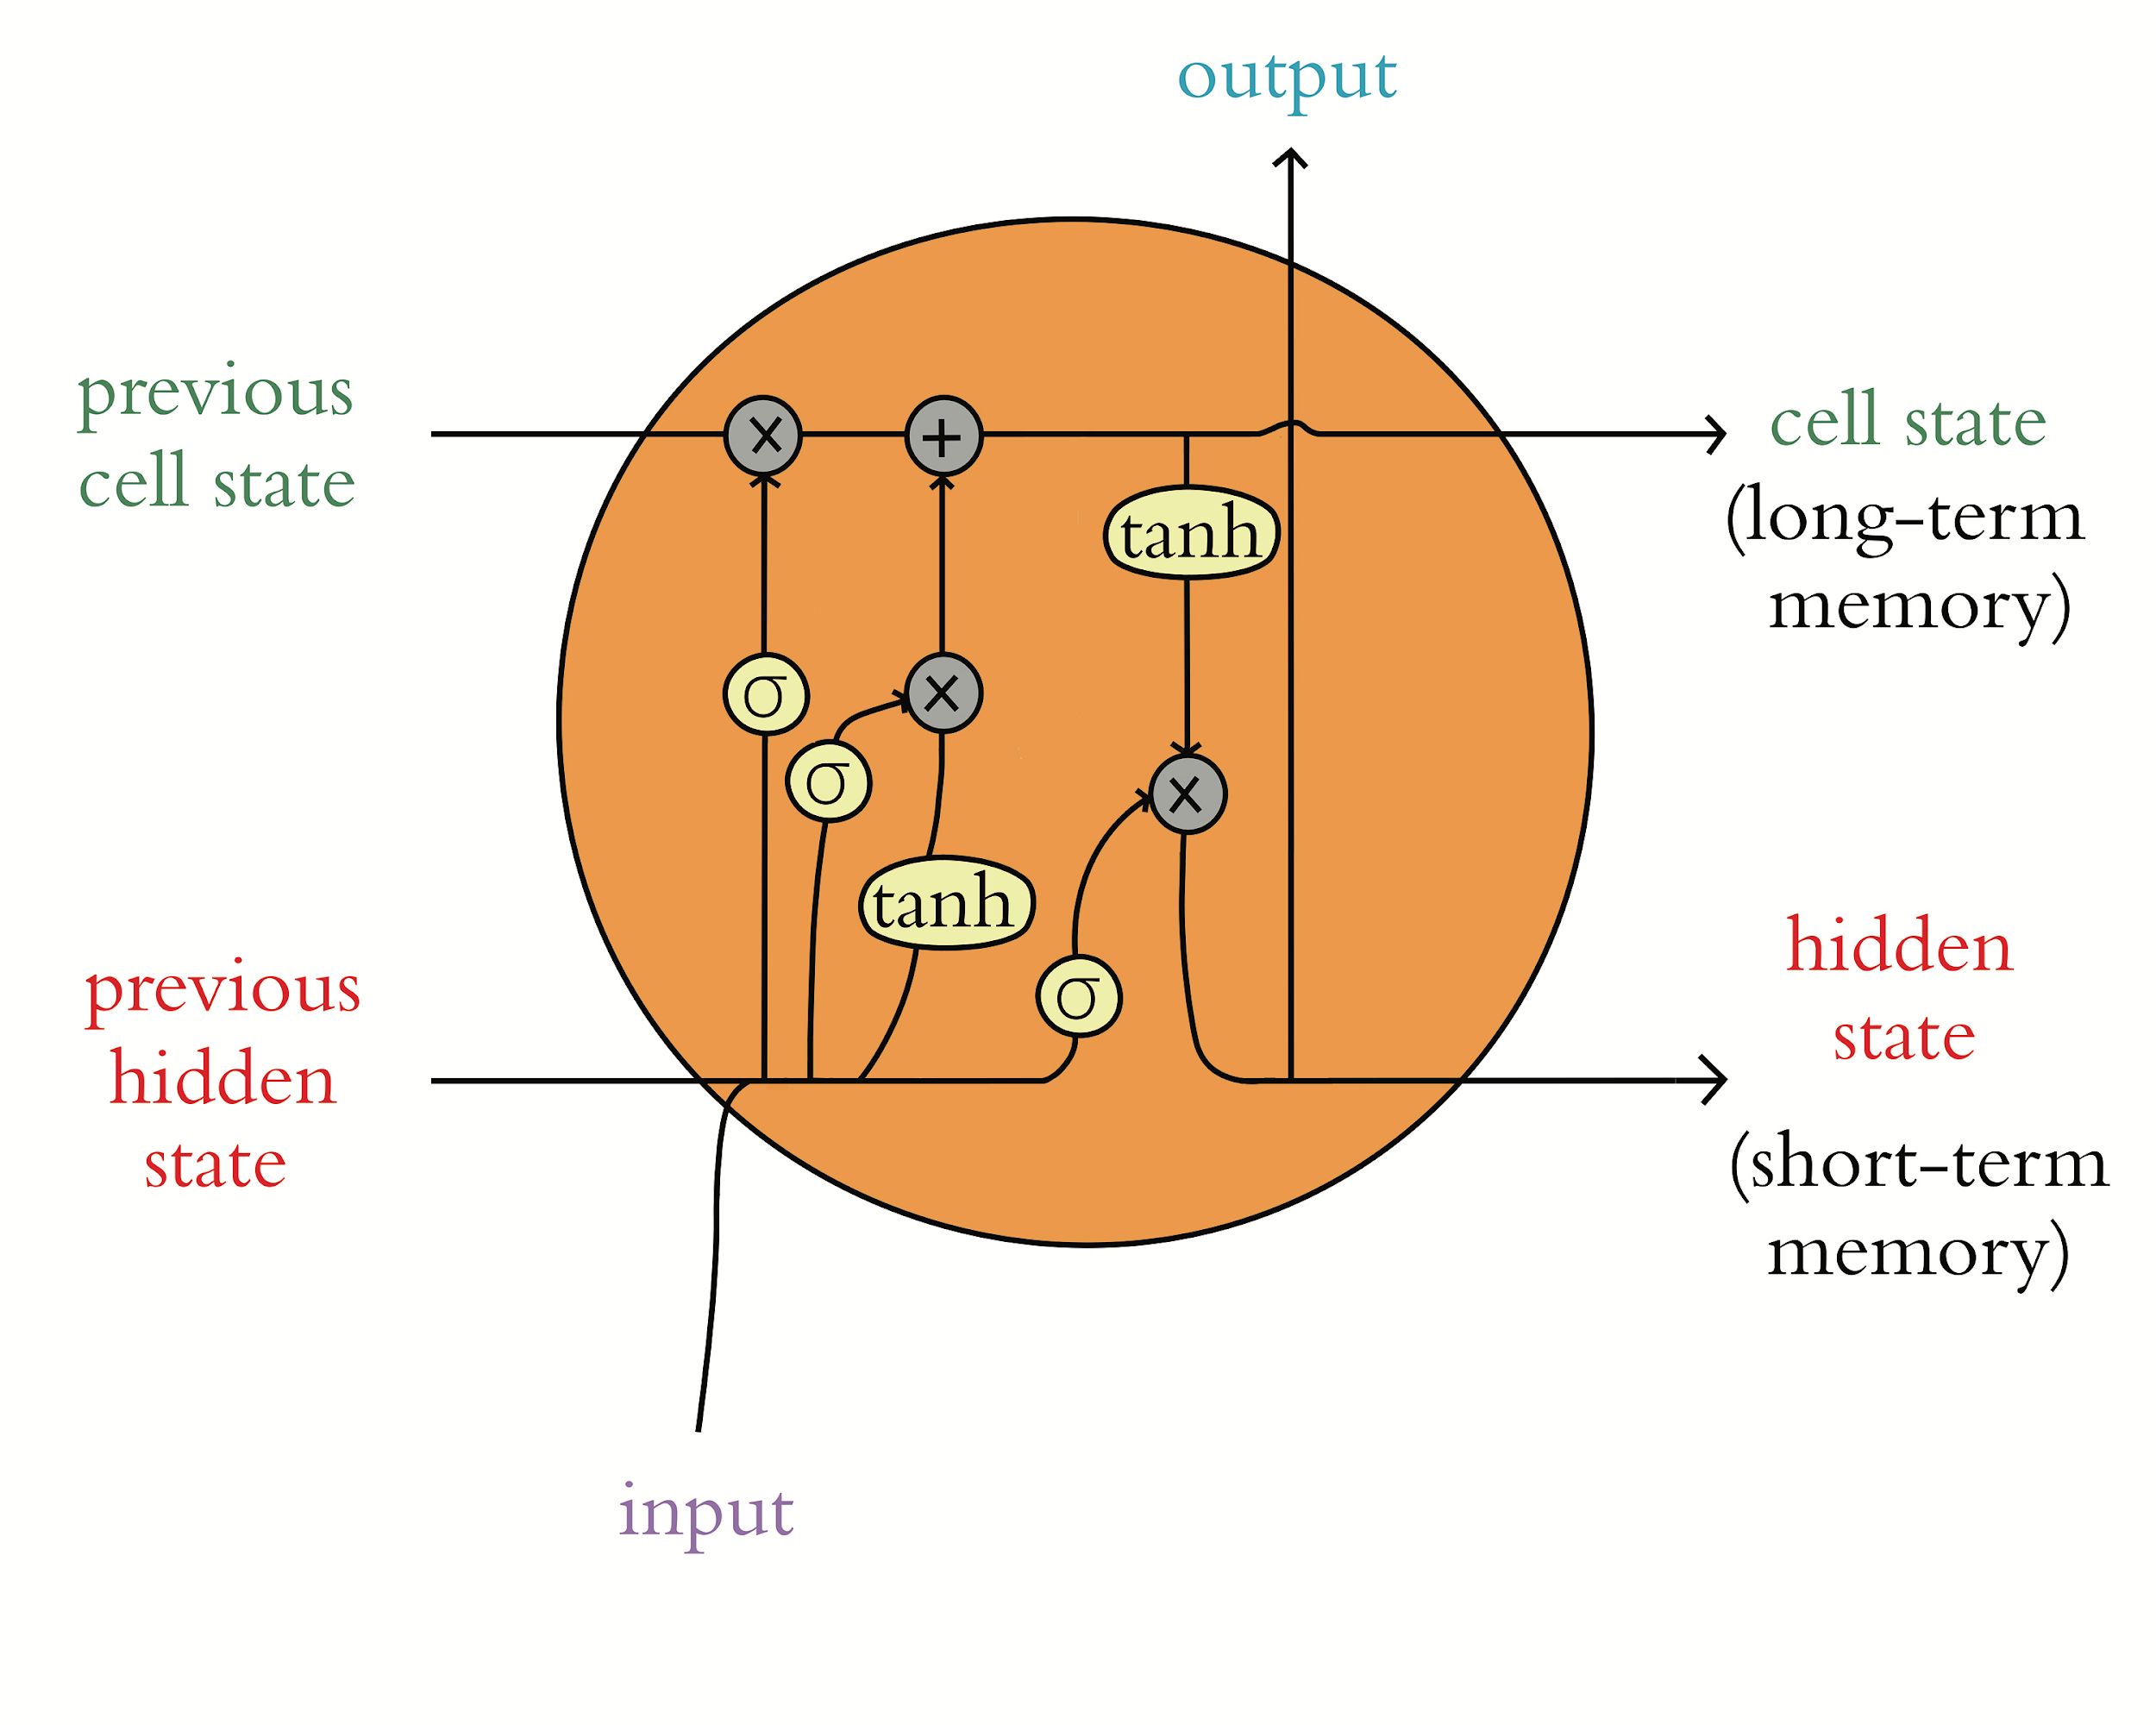 output
previous
cell state
×
+
cell state
(long-term
memory)
tanh
σ
×
σ
×
tanh
σ
previous
hidden
state
hidden
state
(short-term
memory)
input